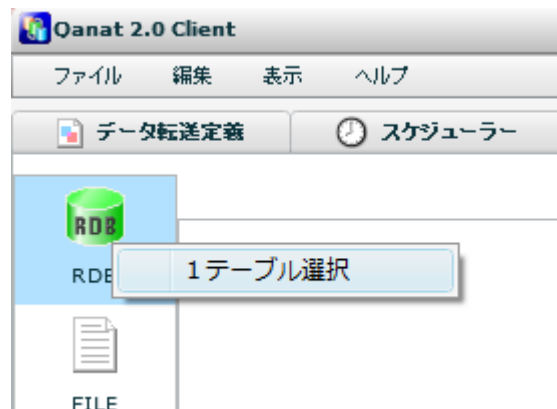 Qanat 2.0 Client
ファイル 編集 表示 ヘルプ
データ転送定義 スケジューラー
RDB
RDB
１テーブル選択
FILE